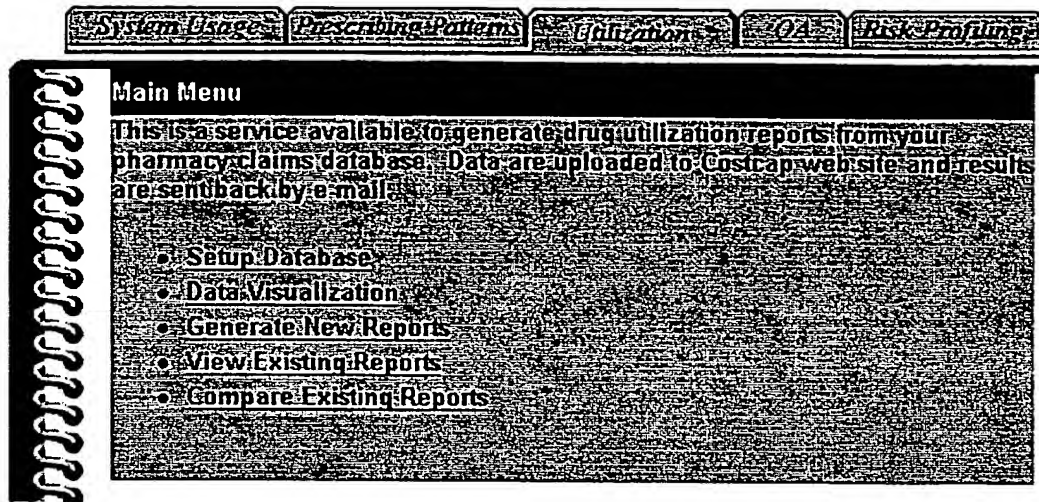 System Usage
Prescribing Patterns
Utilization
QA
Risk Profiling
Main Menu
This is a service available to generate drug utilization reports from your
pharmacy claims database. Data are uploaded to Costcap web site and results
are sent back by e-mail.
Setup Database
Data Visualization
Generate New Reports
View Existing Reports
Compare Existing Reports